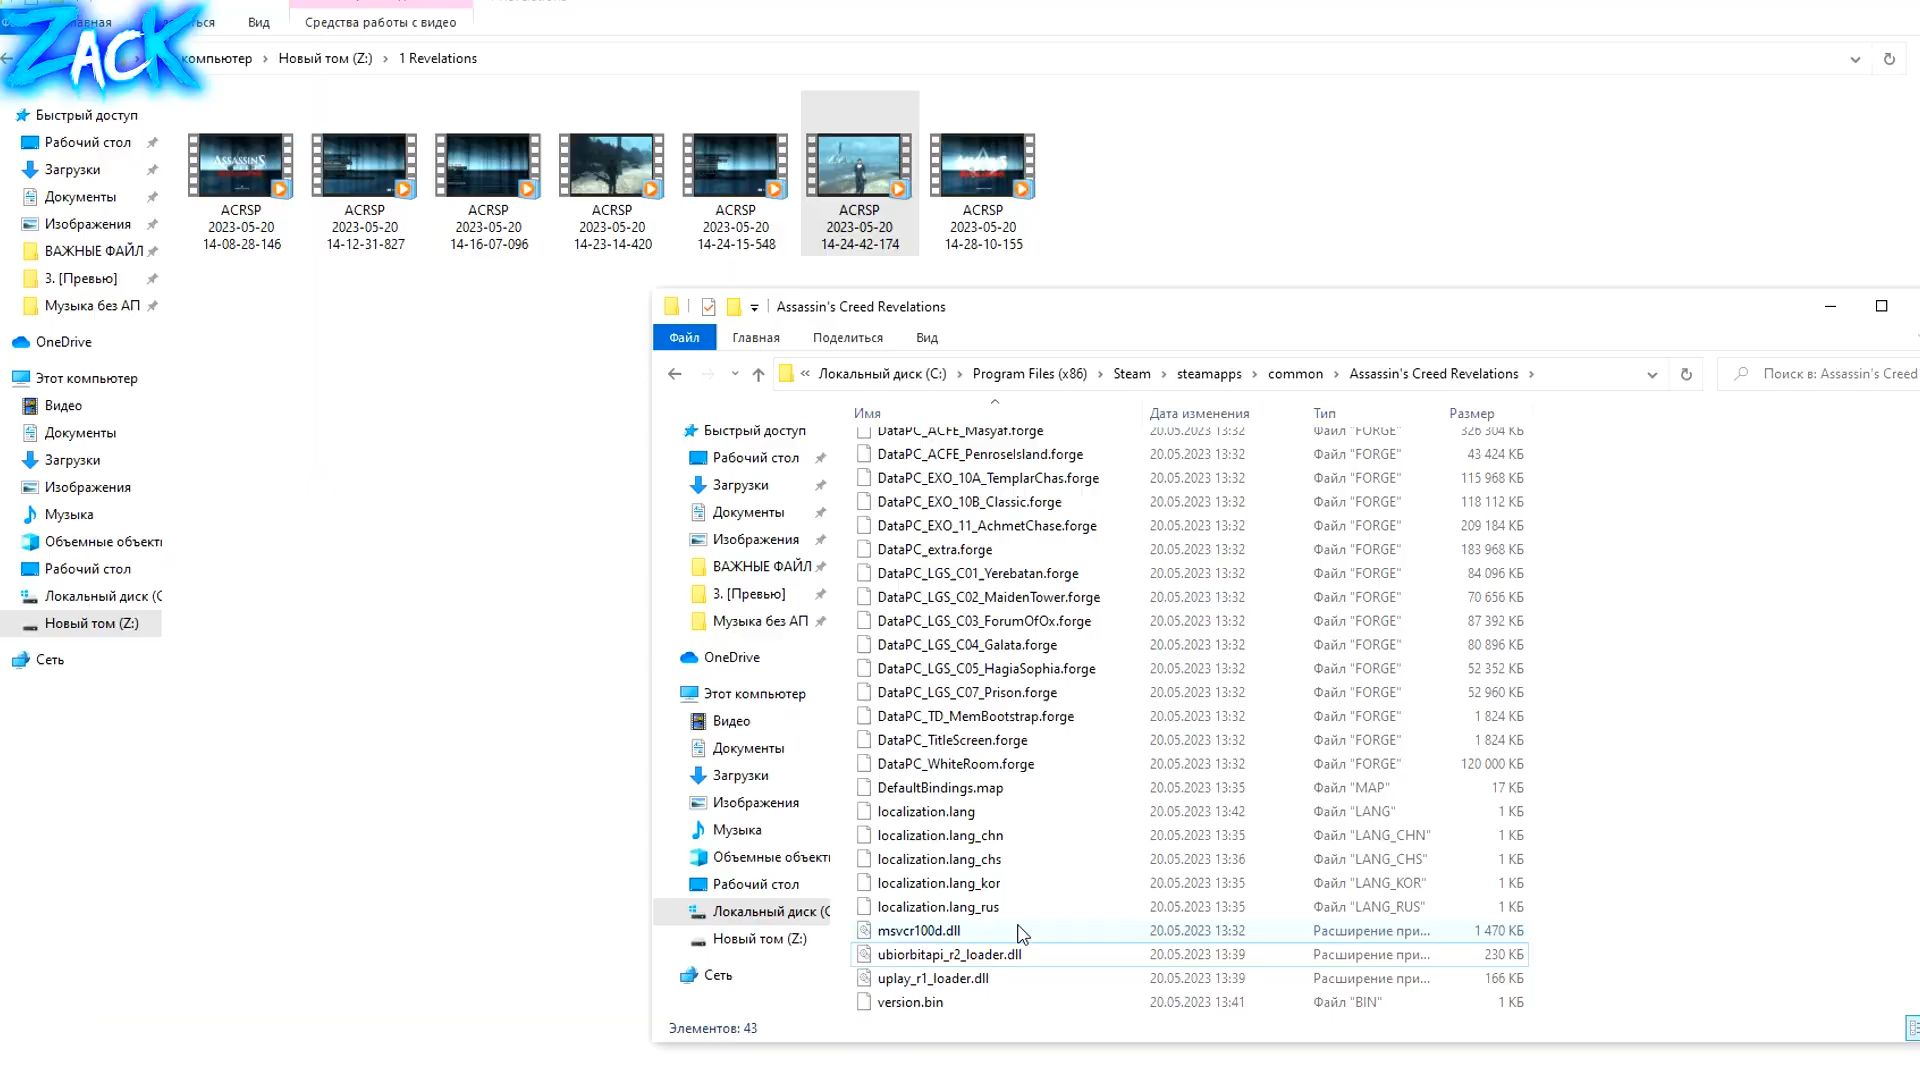 ZACK
Вид
Средства работы с видео
компьютер › Новый том (Z:) › 1 Revelations
Быстрый доступ
Рабочий стол
Загрузки
Документы
Изображения
ВАЖНЫЕ ФАЙЛ
3. [Превью]
Музыка без АП
OneDrive
Этот компьютер
Видео
Документы
Загрузки
Изображения
Музыка
Объемные объект
Рабочий стол
Локальный диск (C
Новый том (Z:)
Сеть
ACRSP
2023-05-20
14-08-28-146
ACRSP
2023-05-20
14-12-31-827
ACRSP
2023-05-20
14-16-07-096
ACRSP
2023-05-20
14-23-14-420
ACRSP
2023-05-20
14-24-15-548
ACRSP
2023-05-20
14-24-42-174
ACRSP
2023-05-20
14-28-10-155
Assassin's Creed Revelations
Файл Главная Поделиться Вид
« Локальный диск (C:) › Program Files (x86) › Steam › steamapps › common › Assassin's Creed Revelations ›
Поиск в: Assassin's Creed
Быстрый доступ
Рабочий стол
Загрузки
Документы
Изображения
ВАЖНЫЕ ФАЙЛ
3. [Превью]
Музыка без АП
OneDrive
Этот компьютер
Видео
Документы
Загрузки
Изображения
Музыка
Объемные объект
Рабочий стол
Локальный диск (C
Новый том (Z:)
Сеть
Имя Дата изменения Тип Размер
DataPC_ACFE_Masyaf.forge 20.05.2023 13:32 Файл "FORGE" 326 304 КБ
DataPC_ACFE_PenroseIsland.forge 20.05.2023 13:32 Файл "FORGE" 43 424 КБ
DataPC_EXO_10A_TemplarChas.forge 20.05.2023 13:32 Файл "FORGE" 115 968 КБ
DataPC_EXO_10B_Classic.forge 20.05.2023 13:32 Файл "FORGE" 118 112 КБ
DataPC_EXO_11_AchmetChase.forge 20.05.2023 13:32 Файл "FORGE" 209 184 КБ
DataPC_extra.forge 20.05.2023 13:32 Файл "FORGE" 183 968 КБ
DataPC_LGS_C01_Yerebatan.forge 20.05.2023 13:32 Файл "FORGE" 84 096 КБ
DataPC_LGS_C02_MaidenTower.forge 20.05.2023 13:32 Файл "FORGE" 70 656 КБ
DataPC_LGS_C03_ForumOfOx.forge 20.05.2023 13:32 Файл "FORGE" 87 392 КБ
DataPC_LGS_C04_Galata.forge 20.05.2023 13:32 Файл "FORGE" 80 896 КБ
DataPC_LGS_C05_HagiaSophia.forge 20.05.2023 13:32 Файл "FORGE" 52 352 КБ
DataPC_LGS_C07_Prison.forge 20.05.2023 13:32 Файл "FORGE" 52 960 КБ
DataPC_TD_MemBootstrap.forge 20.05.2023 13:32 Файл "FORGE" 1 824 КБ
DataPC_TitleScreen.forge 20.05.2023 13:32 Файл "FORGE" 1 824 КБ
DataPC_WhiteRoom.forge 20.05.2023 13:32 Файл "FORGE" 120 000 КБ
DefaultBindings.map 20.05.2023 13:35 Файл "MAP" 17 КБ
localization.lang 20.05.2023 13:42 Файл "LANG" 1 КБ
localization.lang_chn 20.05.2023 13:35 Файл "LANG_CHN" 1 КБ
localization.lang_chs 20.05.2023 13:36 Файл "LANG_CHS" 1 КБ
localization.lang_kor 20.05.2023 13:35 Файл "LANG_KOR" 1 КБ
localization.lang_rus 20.05.2023 13:35 Файл "LANG_RUS" 1 КБ
msvcr100d.dll 20.05.2023 13:32 Расширение при... 1 470 КБ
ubiorbitapi_r2_loader.dll 20.05.2023 13:39 Расширение при... 230 КБ
uplay_r1_loader.dll 20.05.2023 13:39 Расширение при... 166 КБ
version.bin 20.05.2023 13:41 Файл "BIN" 1 КБ
Элементов: 43